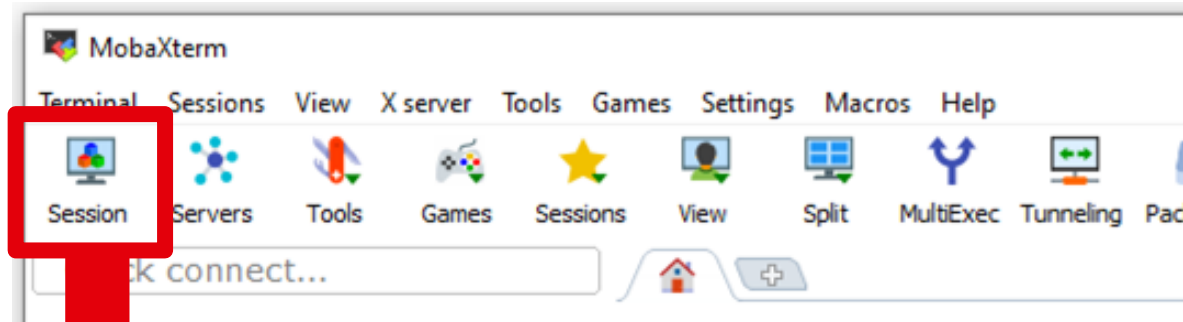 MobaXterm
Terminal Sessions View X server Tools Games Settings Macros Help
Session Servers Tools Games Sessions View Split MultiExec Tunneling
connect...